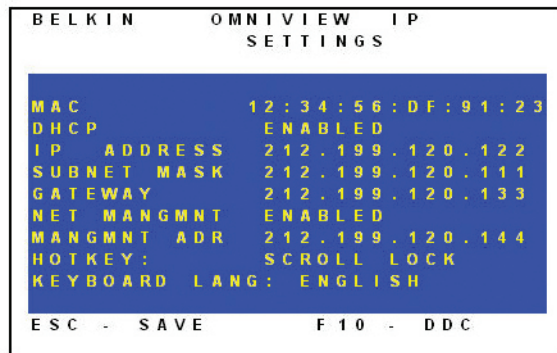 BELKIN OMNIVIEW IP
SETTINGS
MAC 12:34:56:DF:91:23
DHCP ENABLED
IP ADDRESS 212.199.120.122
SUBNET MASK 212.199.120.111
GATEWAY 212.199.120.133
NET MANGMNT ENABLED
MANGMNT ADR 212.199.120.144
HOTKEY: SCROLL LOCK
KEYBOARD LANG: ENGLISH
ESC - SAVE F10 - DDC